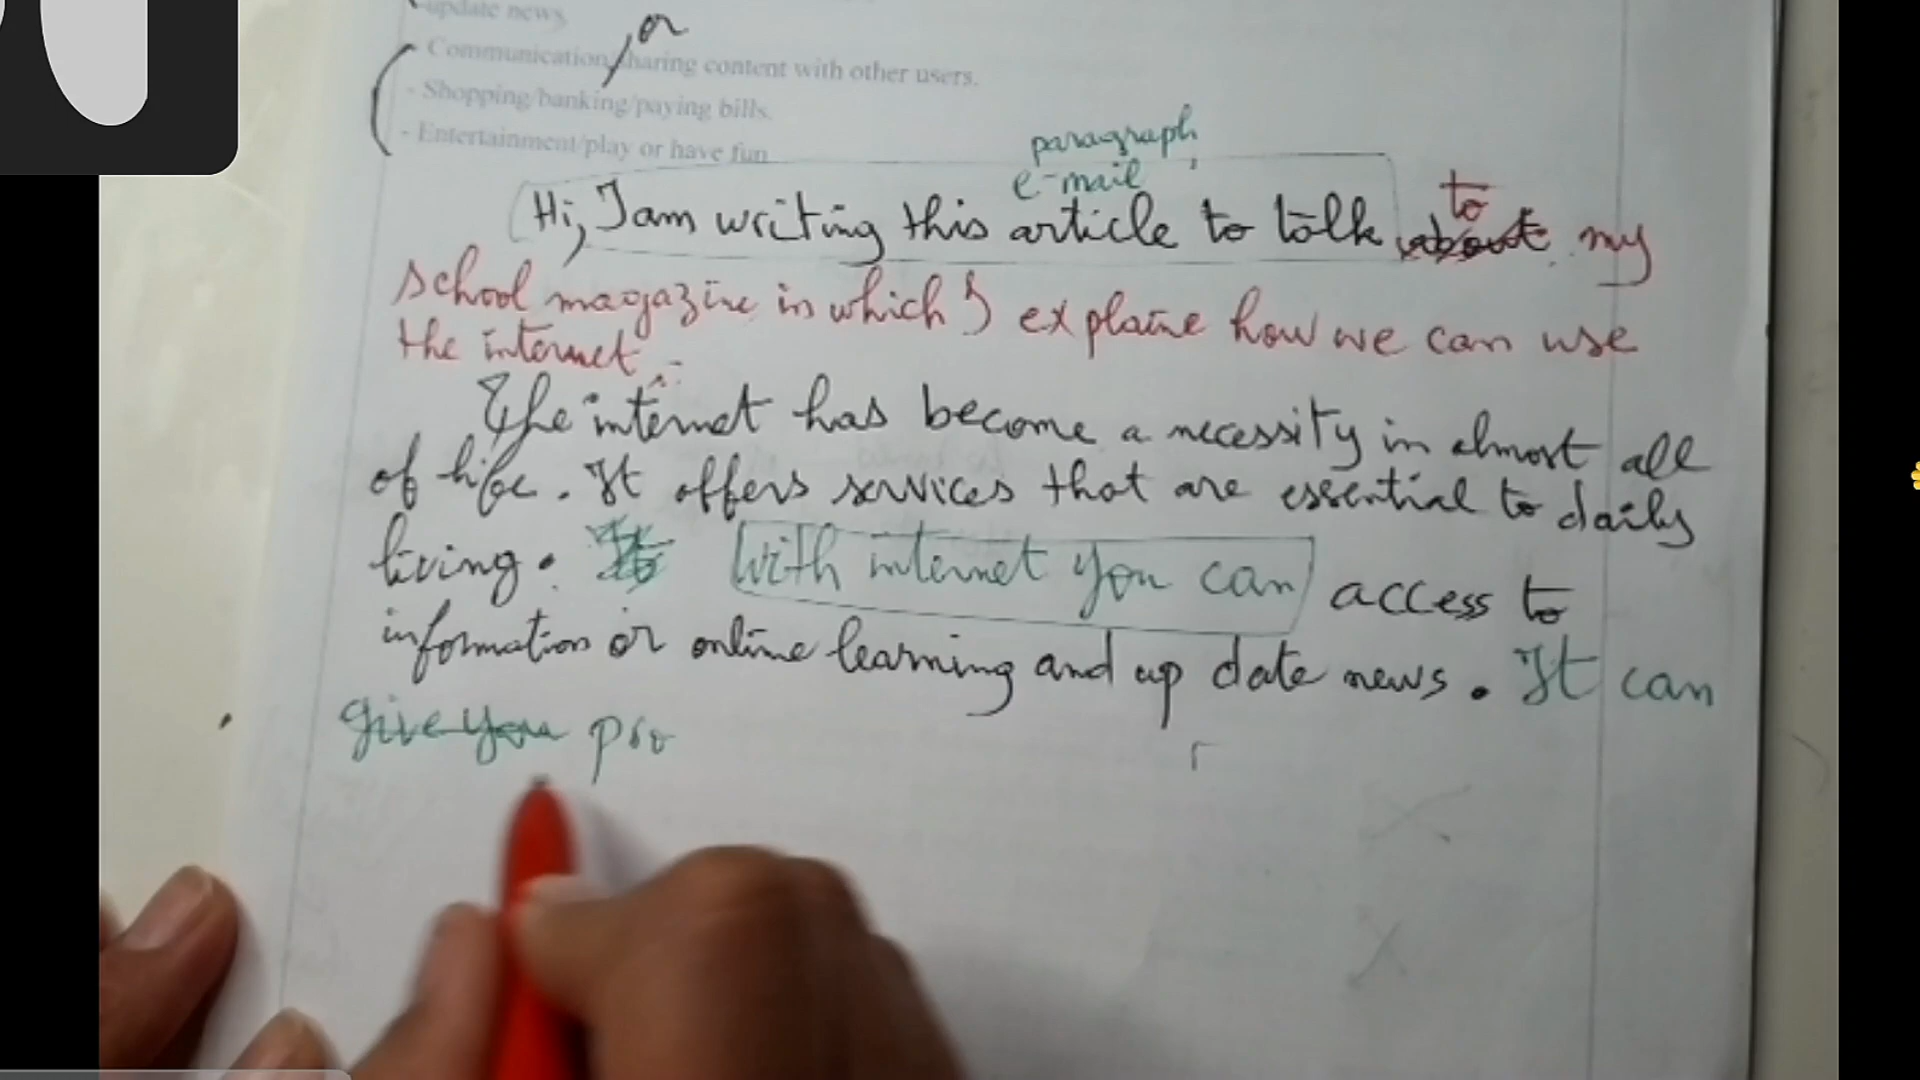 -update news
or
- Communication/sharing content with other users.
- Shopping/banking/paying bills.
- Entertainment/play or have fun
paragraph,
e-mail
Hi, I am writing this article to talk about to my
school magazine in which I explaine how we can use
the internet.
The internet has become a necessity in almost all
of life. It offers services that are essential to daily
living. It With internet you can access to
information or online learning and up date news. It can
give you pro